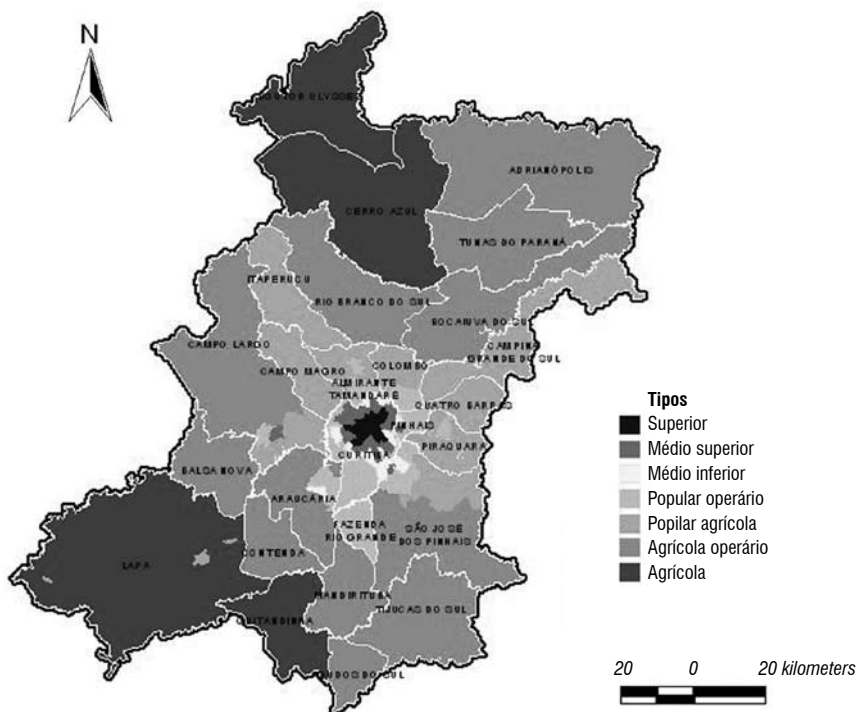 N
DOUTOR ULYSSES
ADRIANÓPOLIS
CERRO AZUL
TUNAS DO PARANÁ
ITAPERUÇU
RIO BRANCO DO SUL
BOCAIUVA DO SUL
CAMPO LARGO
CAMPINA
GRANDE DO SUL
CAMPO MAGRO
COLOMBO
ALMIRANTE
TAMANDARÉ
QUATRO BARRAS
PINHAIS
PIRAQUARA
CURITIBA
BALSA NOVA
ARAUCÁRIA
FAZENDA
RIO GRANDE
SÃO JOSÉ
DOS PINHAIS
LAPA
CONTENDA
MANDIRITUBA
TIJUCAS DO SUL
QUITANDINHA
AGUDOS DO SUL
Tipos
Superior
Médio superior
Médio inferior
Popular operário
Popilar agrícola
Agrícola operário
Agrícola
20 0 20 kilometers